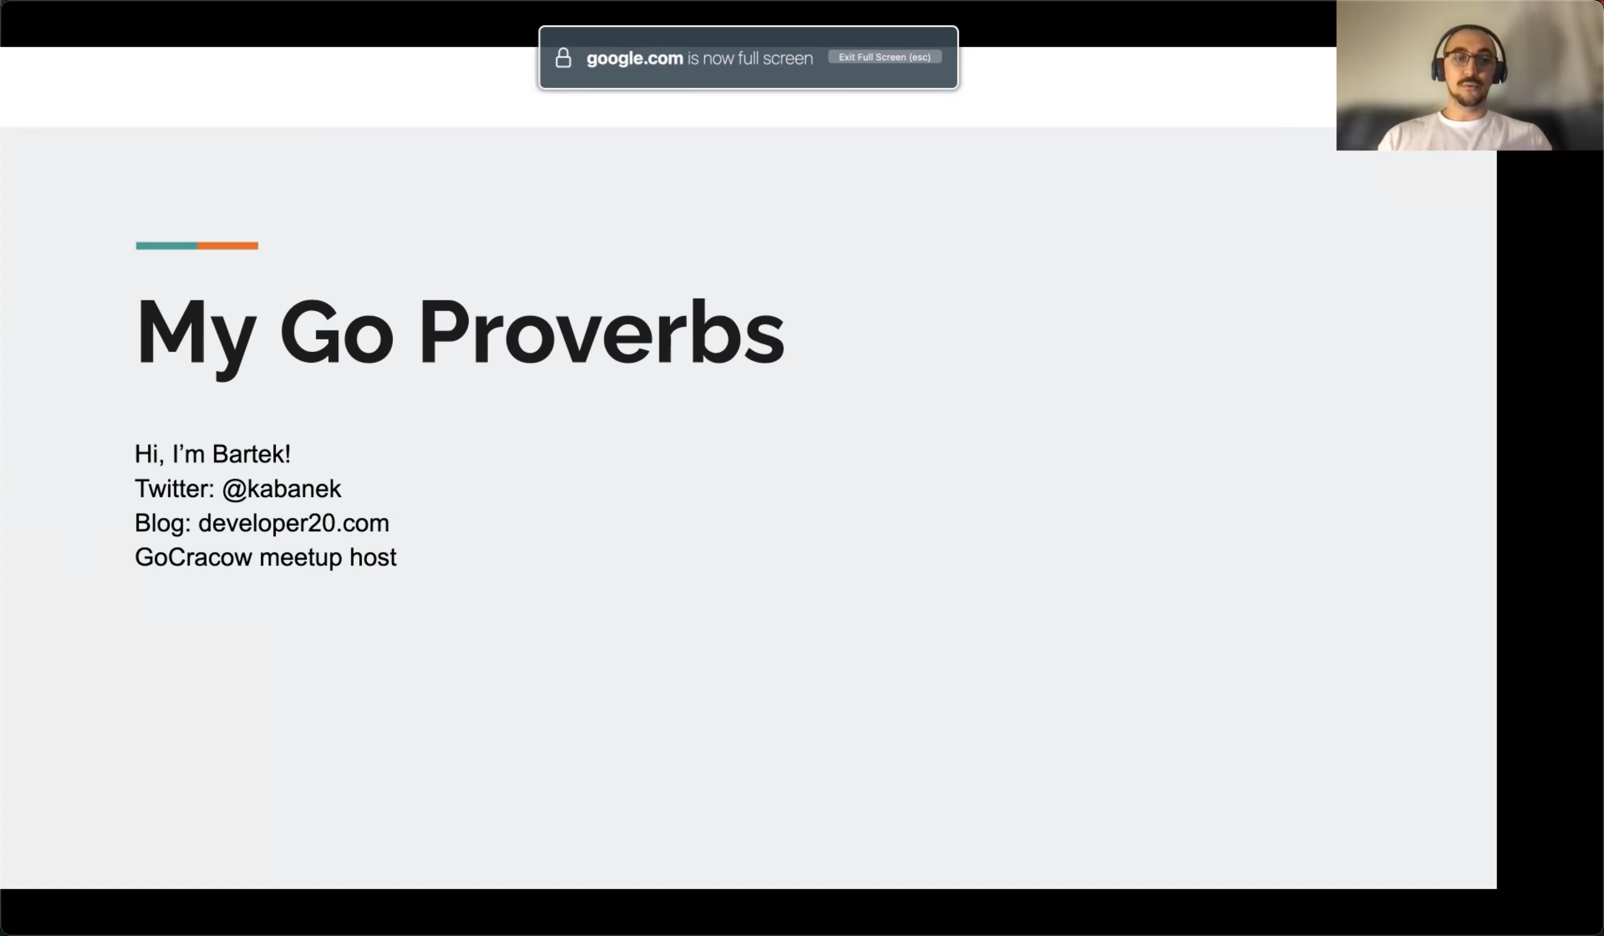 google.com is now full screen
Exit Full Screen (esc)
My Go Proverbs
Hi, I’m Bartek!
Twitter: @kabanek
Blog: developer20.com
GoCracow meetup host